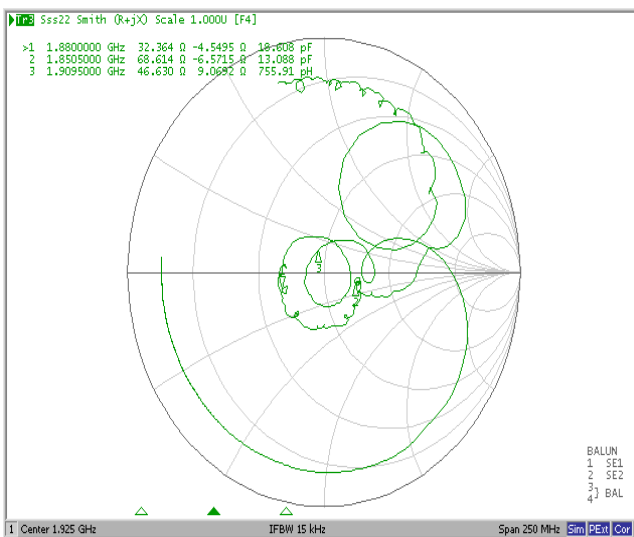 Tr3 Sss22 Smith (R+jX) Scale 1.000U [F4]
>1 1.8800000 GHz 32.364 Ω -4.5495 Ω 18.608 pF
2 1.8505000 GHz 68.614 Ω -6.5715 Ω 13.088 pF
3 1.9095000 GHz 46.630 Ω 9.0692 Ω 755.91 pH
3
2
BALUN
1 SE1
2 SE2
3
4 } BAL
1 Center 1.925 GHz IFBW 15 kHz Span 250 MHz Sim PExt Cor